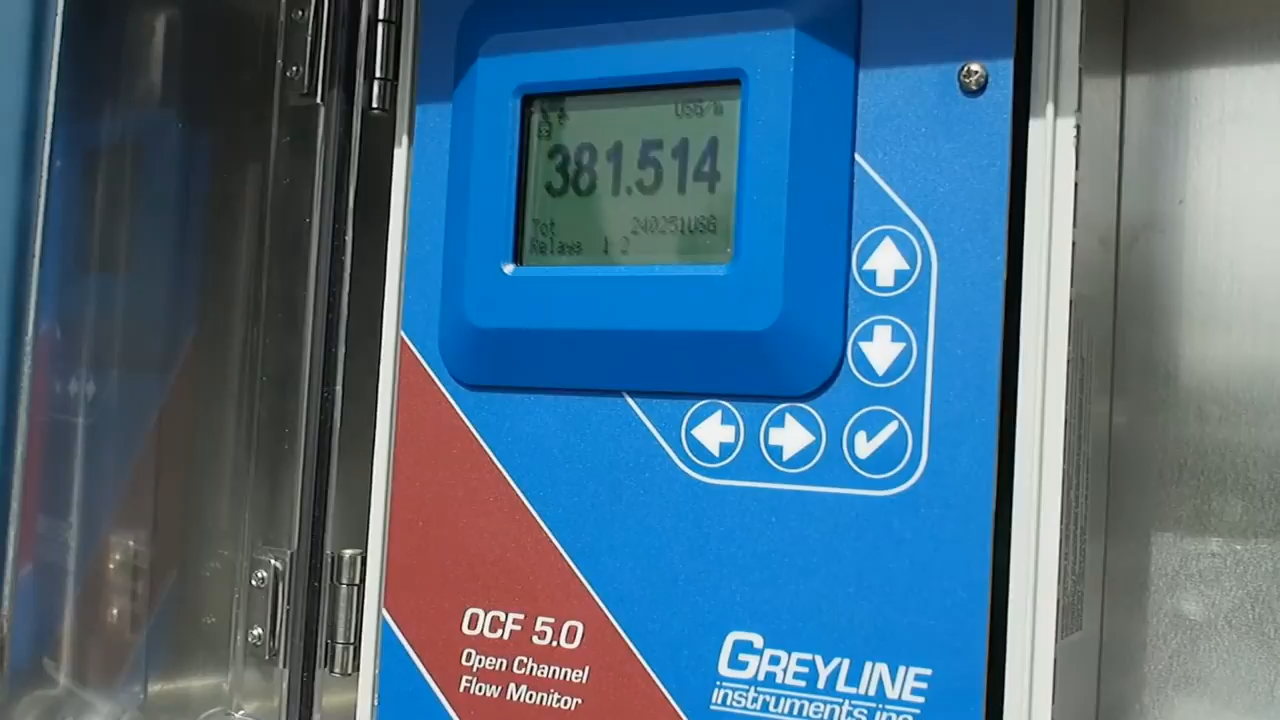 USG/m
381.514
Tot 240251USG
Relays 1 2
OCF 5.0
Open Channel
Flow Monitor
GREYLINE
instruments inc.